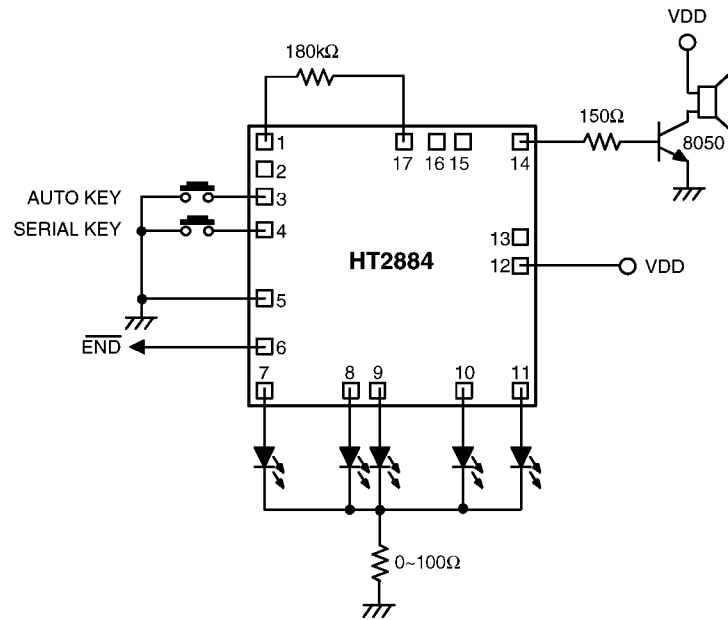 VDD
180kΩ
150Ω
8050
1
17
16
15
14
2
AUTO KEY
3
SERIAL KEY
4
13
HT2884
12
VDD
5
END
6
7
8
9
10
11
0~100Ω